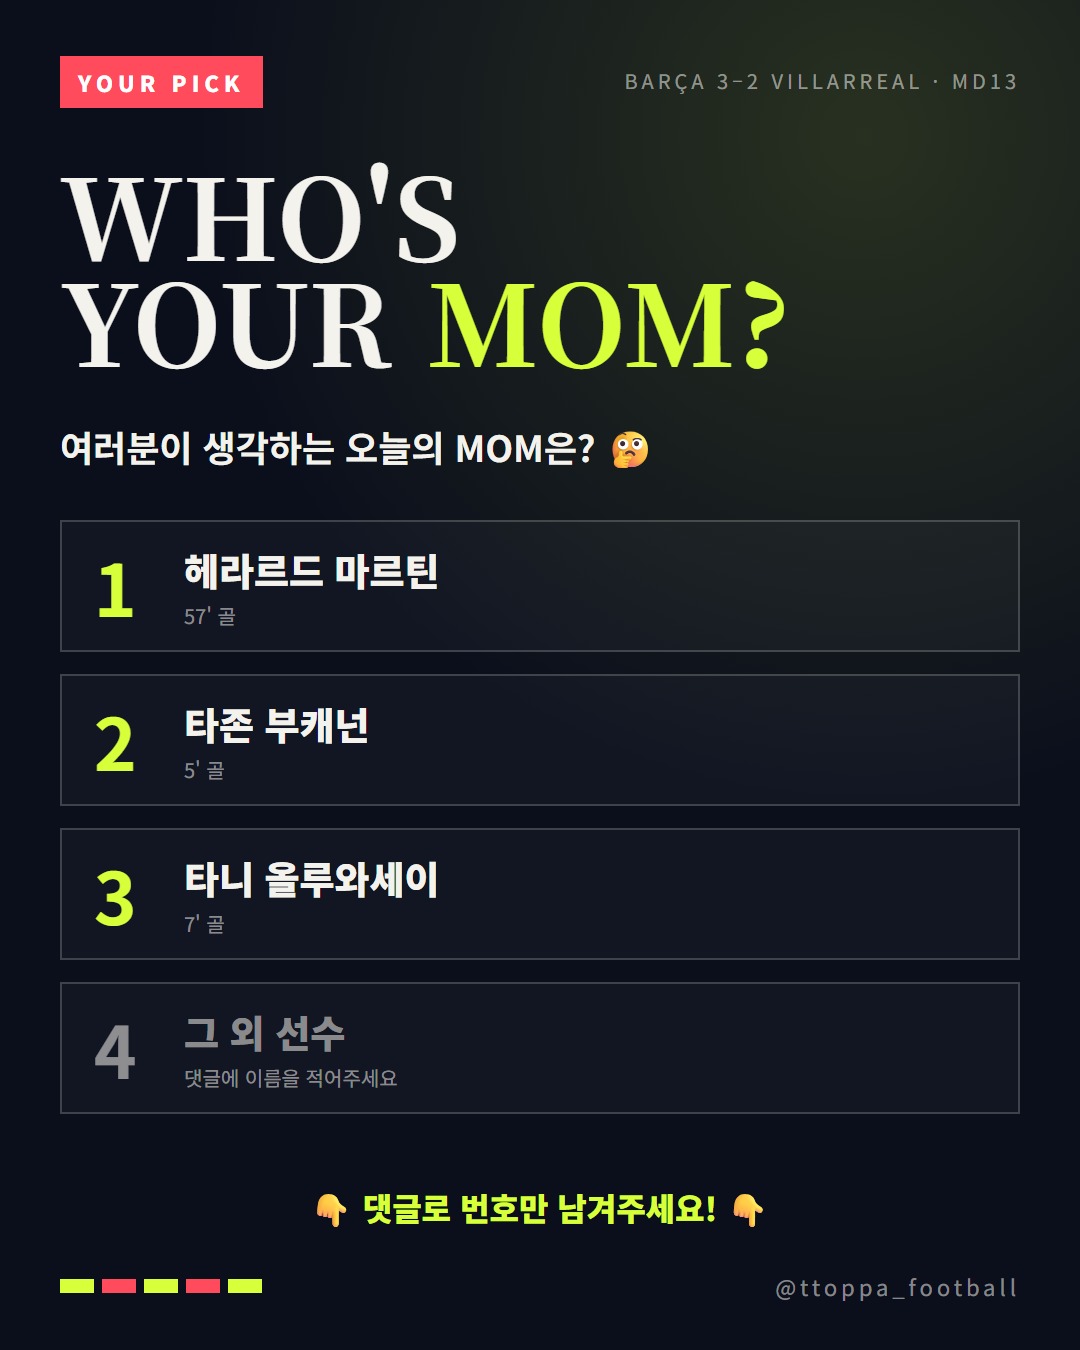 YOUR PICK
BARÇA 3–2 VILLARREAL · MD13
WHO'S
YOUR MOM?
여러분이 생각하는 오늘의 MOM은? 🤔
1
헤라르드 마르틴
57' 골
2
타존 부캐넌
5' 골
3
타니 올루와세이
7' 골
4
그 외 선수
댓글에 이름을 적어주세요
👇 댓글로 번호만 남겨주세요! 👇
@ttoppa_football